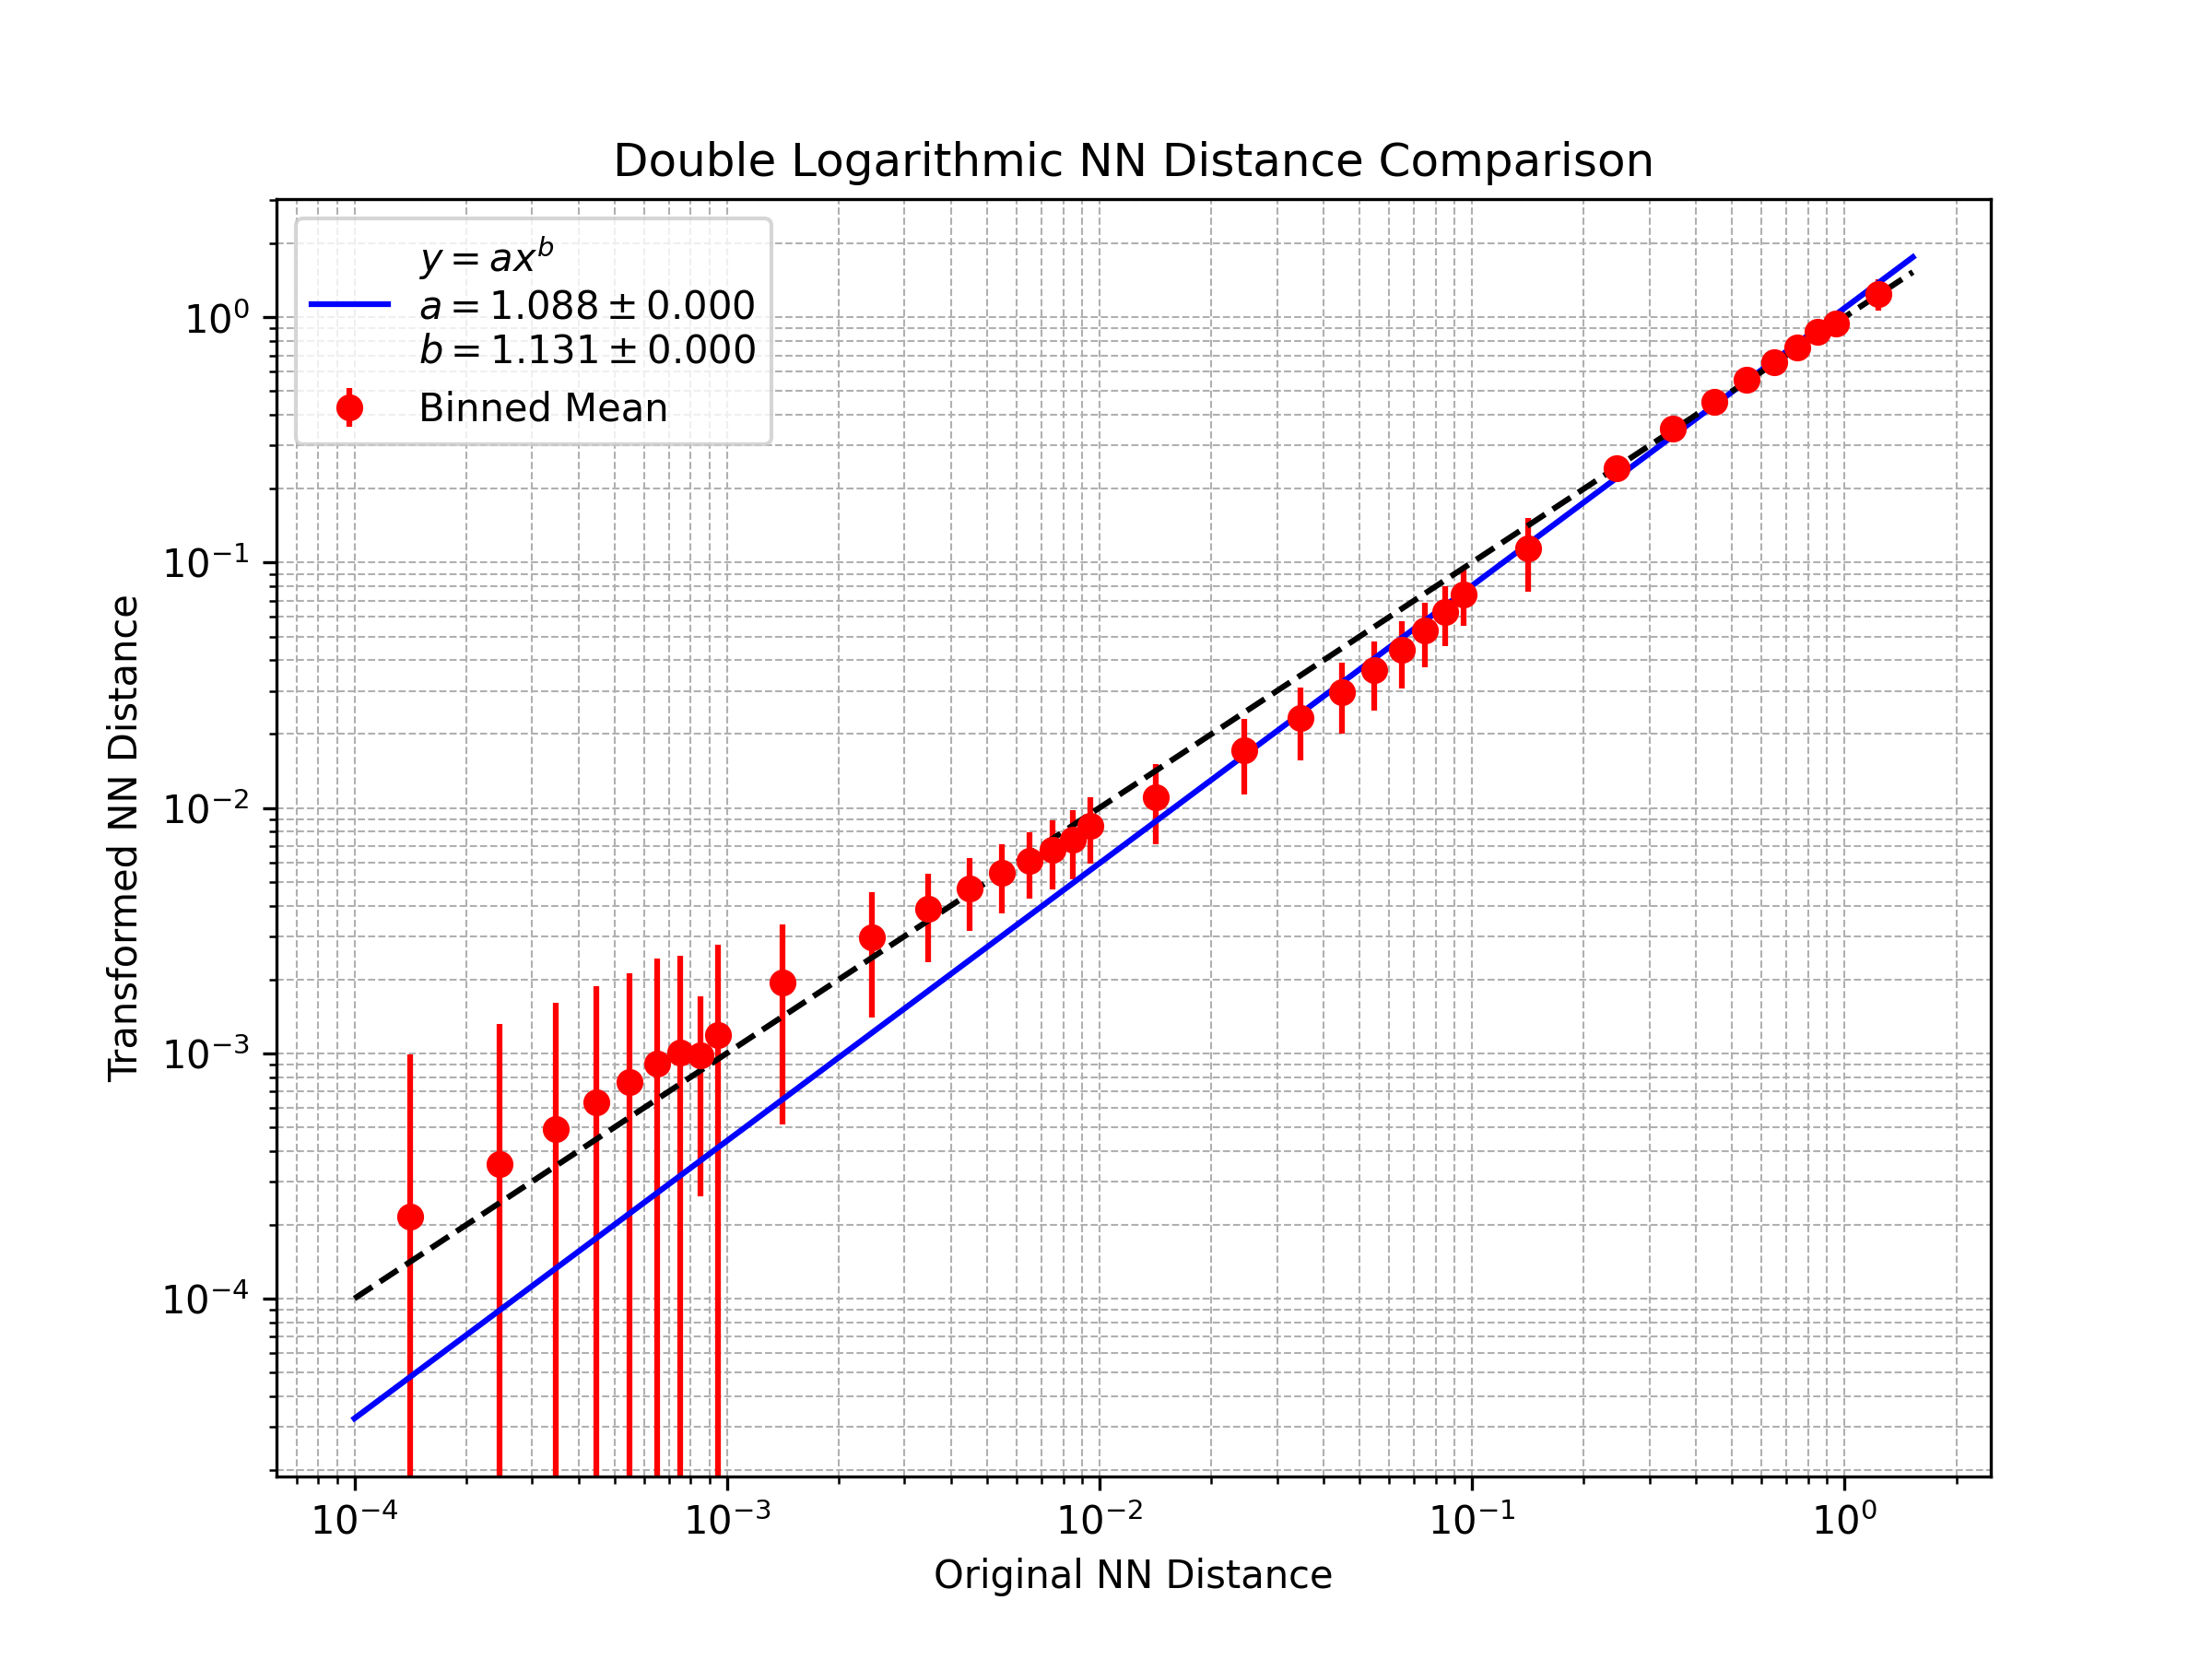 Double Logarithmic NN Distance Comparison
y = ax^b
a = 1.088 ± 0.000
b = 1.131 ± 0.000
Binned Mean
10^0
10^−1
10^−2
10^−3
10^−4
Transformed NN Distance
10^−4 10^−3 10^−2 10^−1 10^0
Original NN Distance